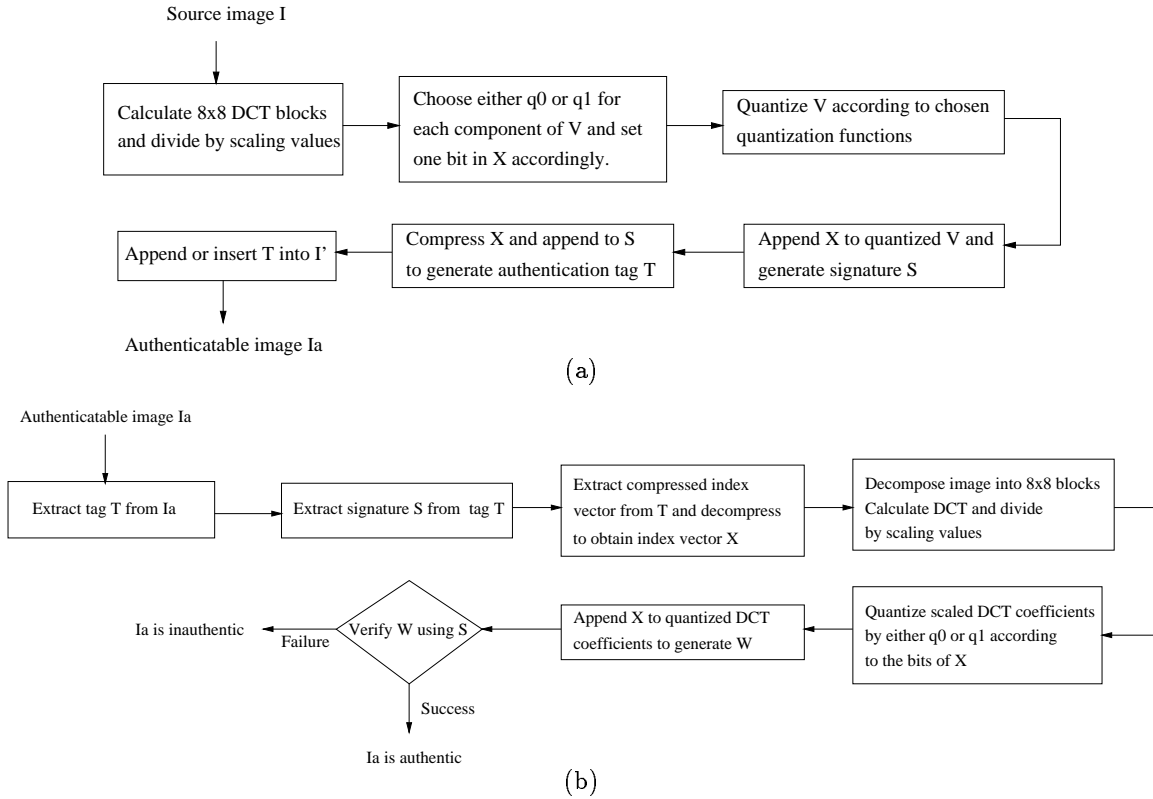 Source image I
Calculate 8x8 DCT blocks
and divide by scaling values
Choose either q0 or q1 for
each component of V and set
one bit in X accordingly.
Quantize V according to chosen
quantization functions
Append X to quantized V and
generate signature S
Compress X and append to S
to generate authentication tag T
Append or insert T into I'
Authenticatable image Ia
(a)
Authenticatable image Ia
Extract tag T from Ia
Extract signature S from tag T
Extract compressed index
vector from T and decompress
to obtain index vector X
Decompose image into 8x8 blocks
Calculate DCT and divide
by scaling values
Quantize scaled DCT coefficients
by either q0 or q1 according
to the bits of X
Append X to quantized DCT
coefficients to generate W
Verify W using S
Failure
Ia is inauthentic
Success
Ia is authentic
(b)